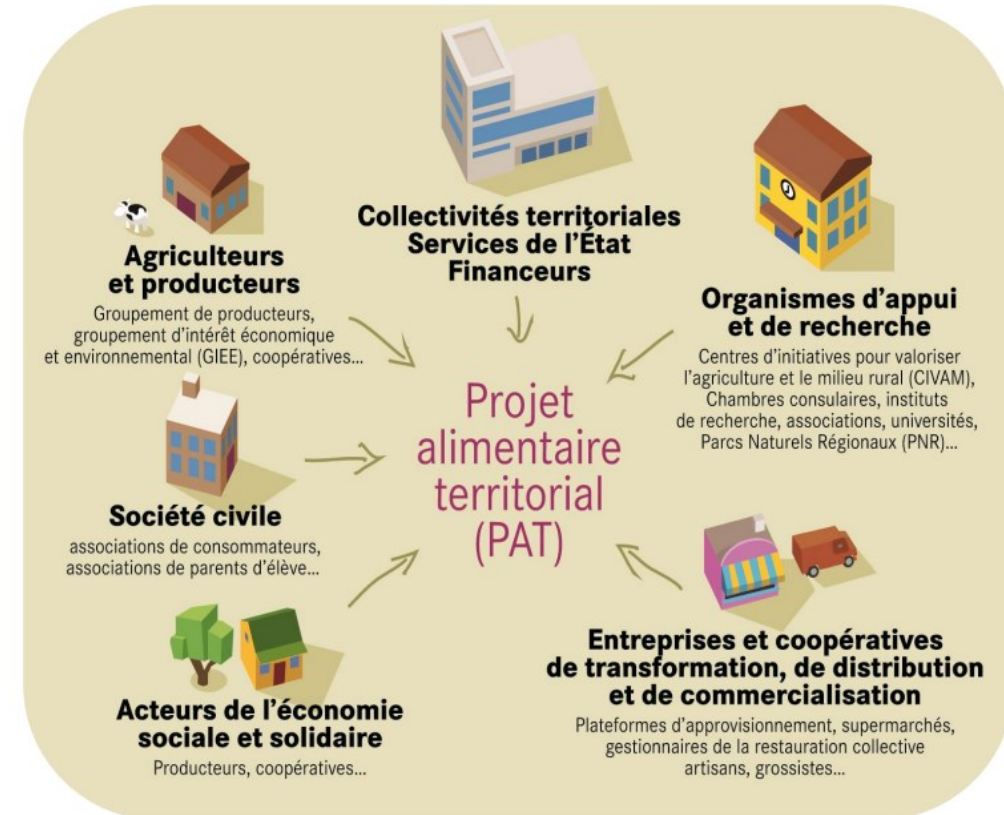 Collectivités territoriales
Services de l'État
Financeurs
Agriculteurs
et producteurs
Groupement de producteurs,
groupement d'intérêt économique
et environnemental (GIEE), coopératives...
Organismes d'appui
et de recherche
Centres d'initiatives pour valoriser
l'agriculture et le milieu rural (CIVAM),
Chambres consulaires, instituts
de recherche, associations, universités,
Parcs Naturels Régionaux (PNR)...
Projet
alimentaire
territorial
(PAT)
Société civile
associations de consommateurs,
associations de parents d'élève...
Acteurs de l'économie
sociale et solidaire
Producteurs, coopératives...
Entreprises et coopératives
de transformation, de distribution
et de commercialisation
Plateformes d'approvisionnement, supermarchés,
gestionnaires de la restauration collective
artisans, grossistes...